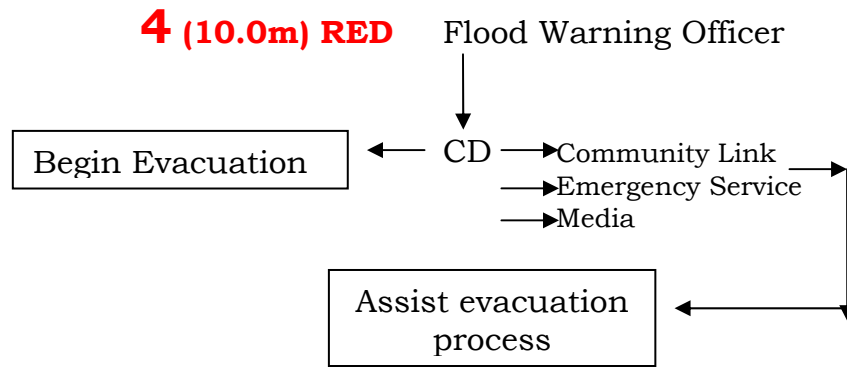 4 (10.0m) RED Flood Warning Officer
Begin Evacuation
CD
Community Link
Emergency Service
Media
Assist evacuation
process